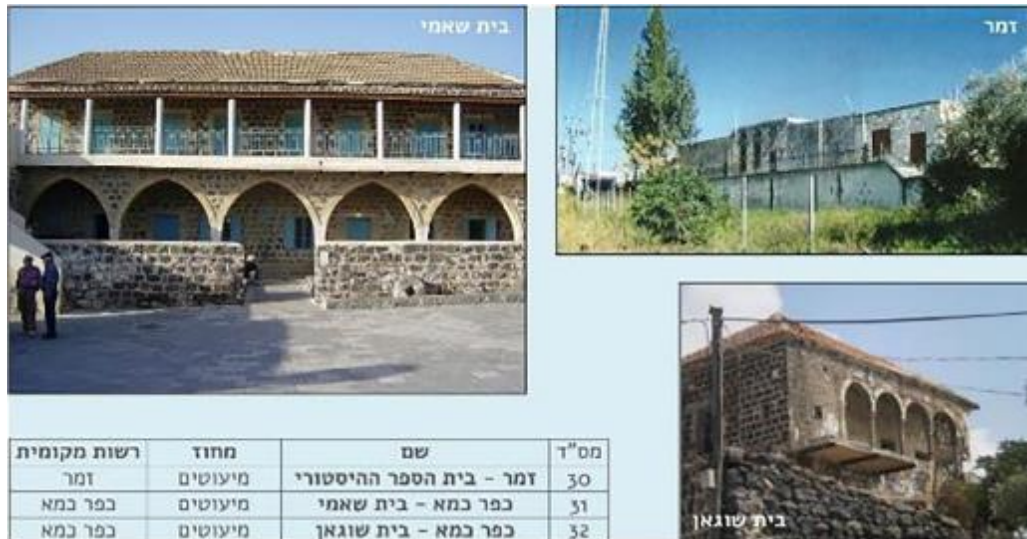 בית שאמי
זמר
בית שוגאן
מס"ד שם מחוז רשות מקומית
30 זמר - בית הספר ההיסטורי מיעוטים זמר
31 כפר כמא - בית שאמי מיעוטים כפר כמא
32 כפר כמא - בית שוגאן מיעוטים כפר כמא